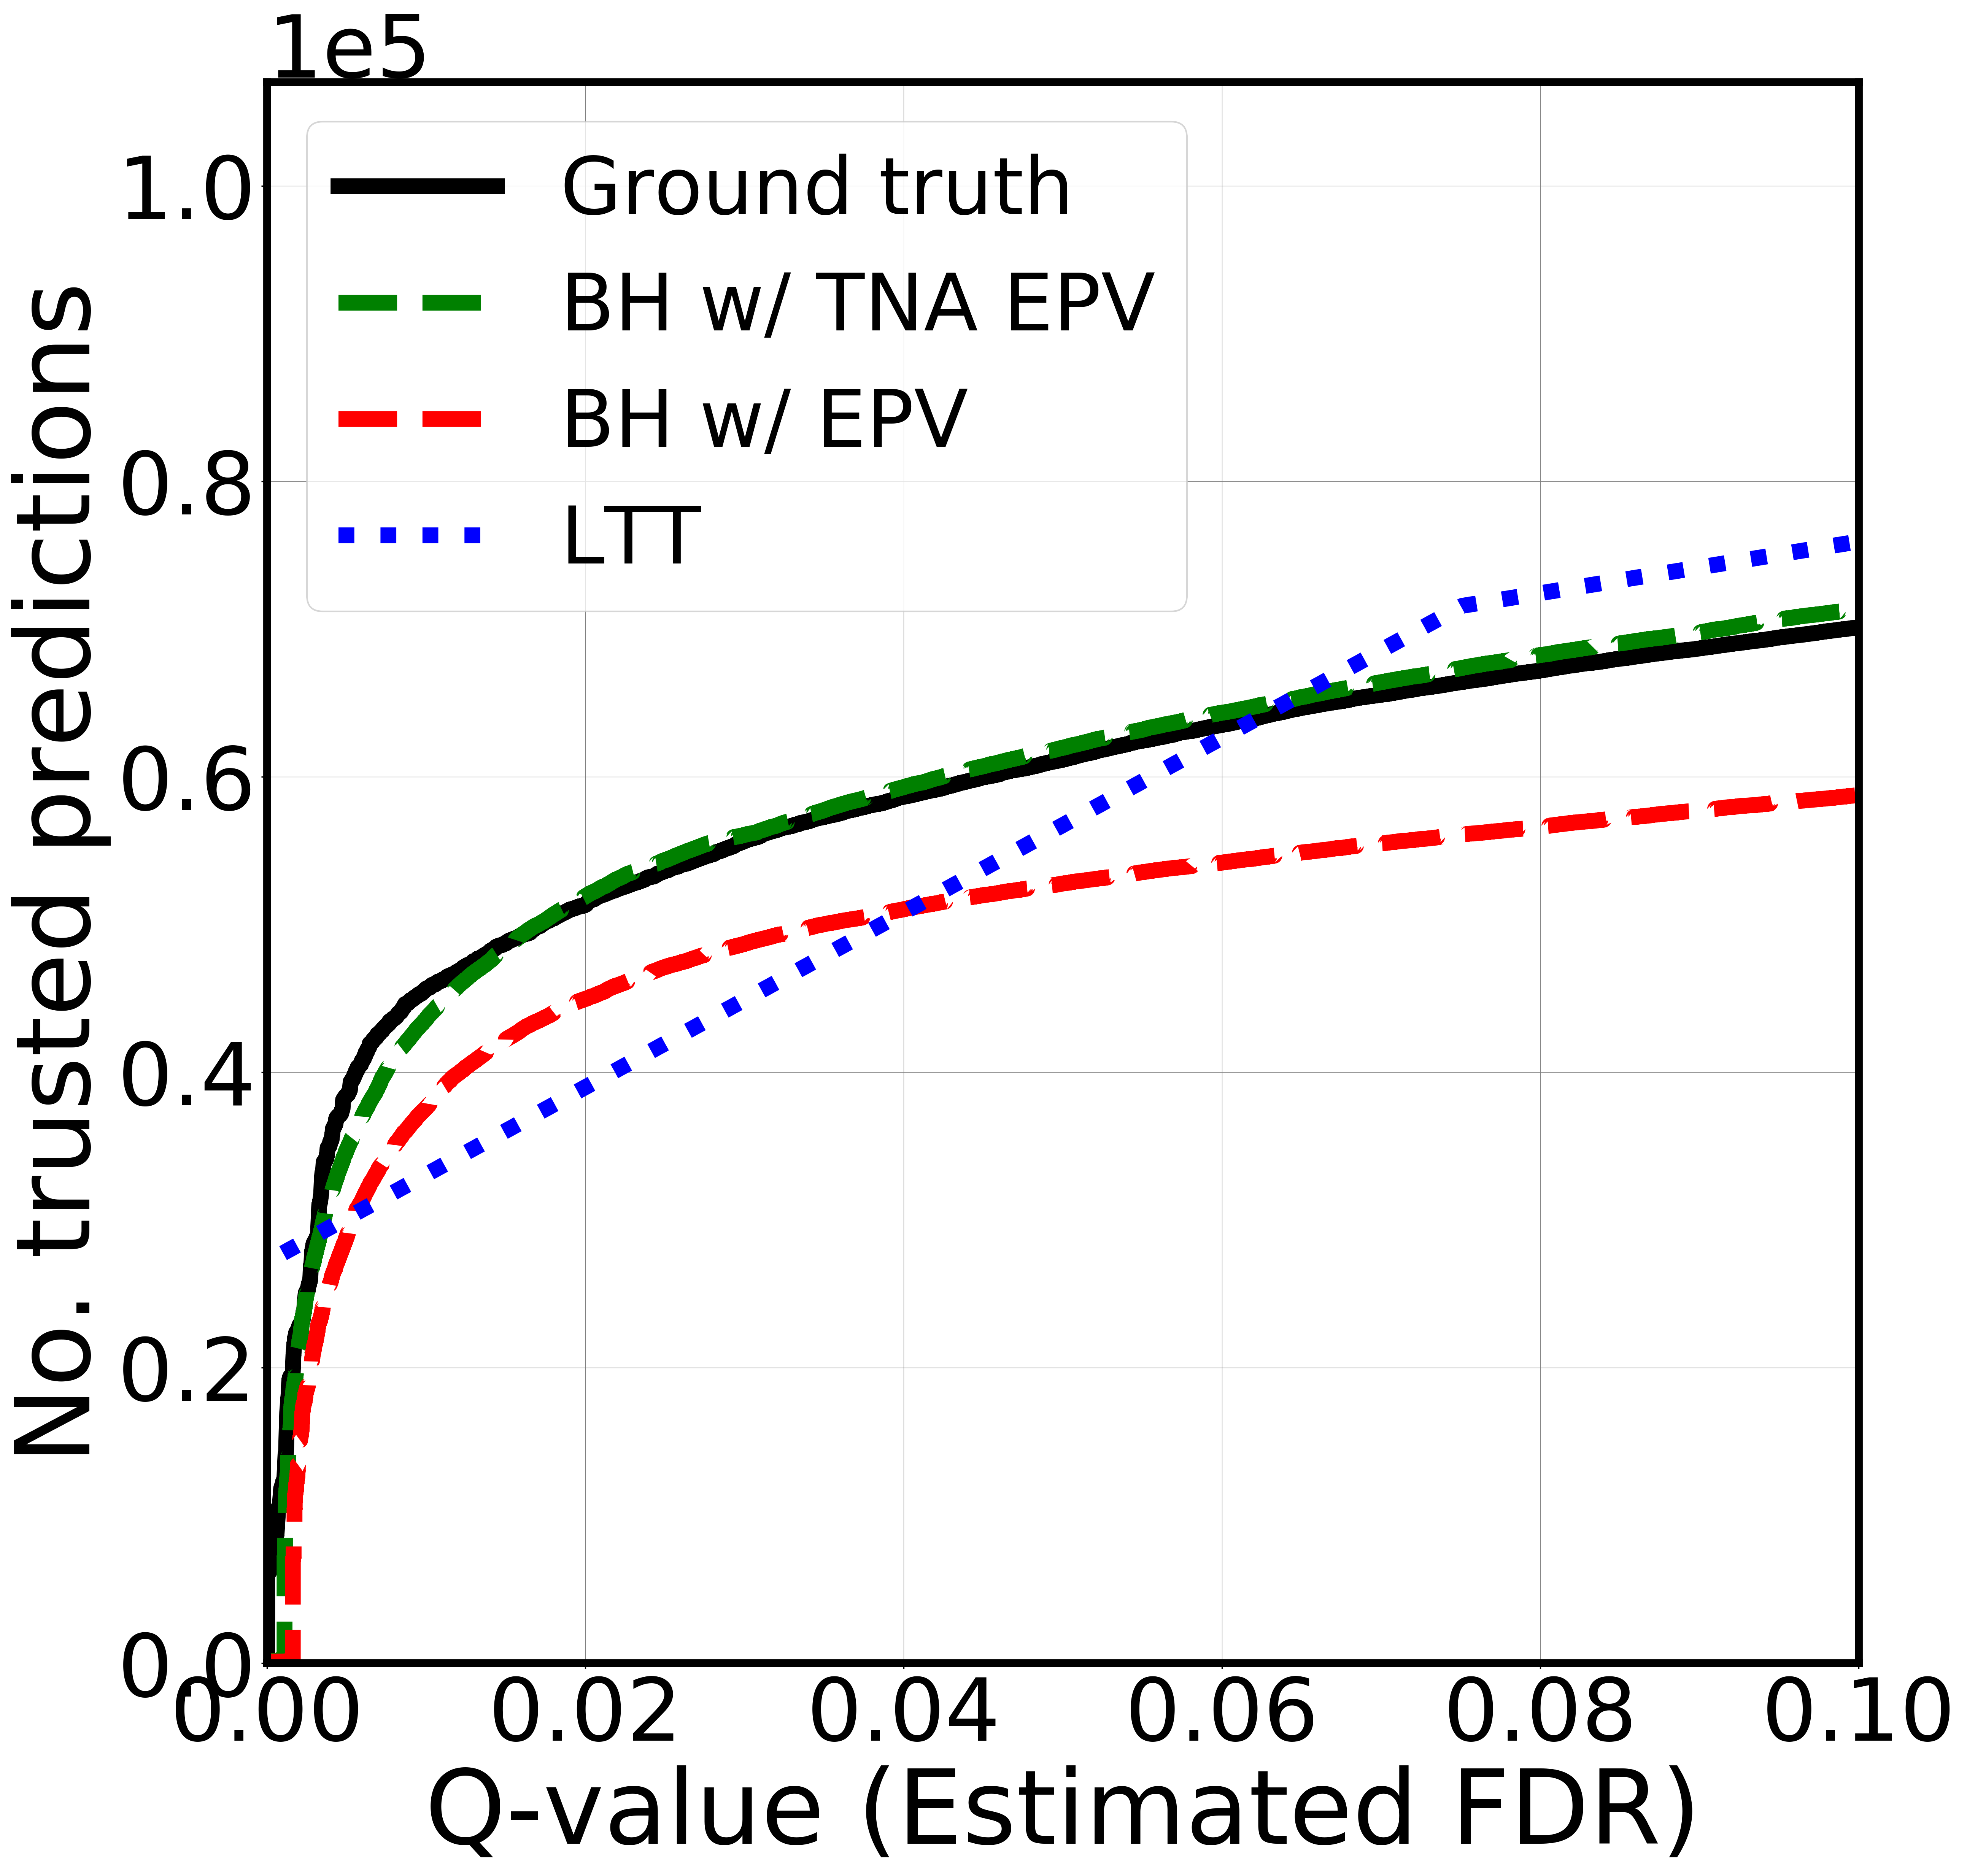 1e5
1.0
0.8
0.6
0.4
0.2
0.0
No. trusted predictions
Ground truth
BH w/ TNA EPV
BH w/ EPV
LTT
0.00 0.02 0.04 0.06 0.08 0.10
Q-value (Estimated FDR)